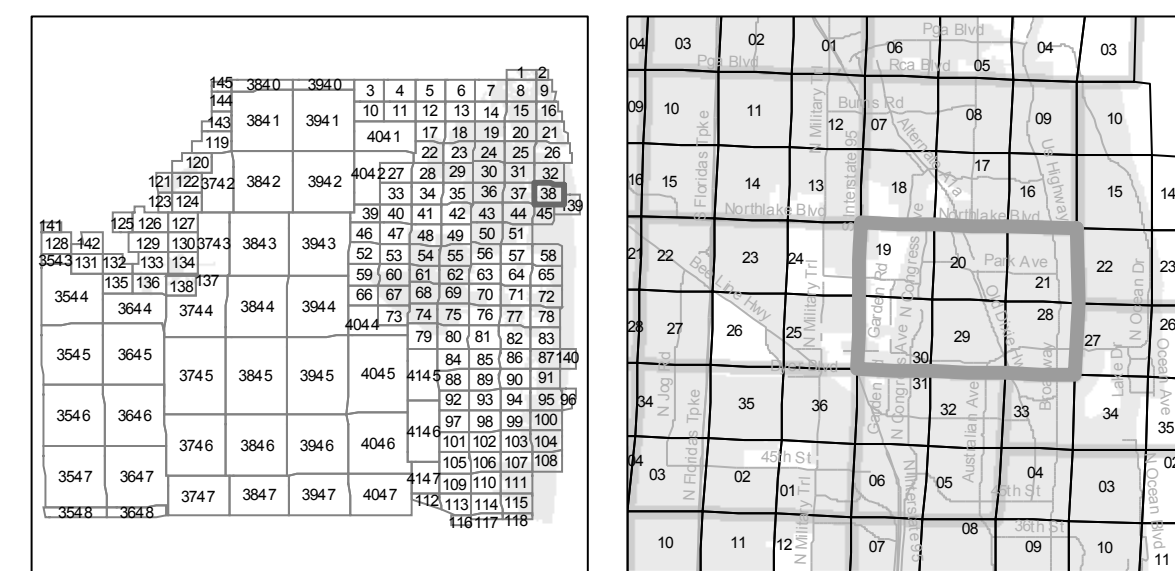 1 2
145 3840 3940 3 4 5 6 7 8 9
144 10 11 12 13 14 15 16
143 3841 3941 4041 17 18 19 20 21
119 22 23 24 25 26
120 4042 27 28 29 30 31 32
121 122 3742 3842 3942 33 34 35 36 37 38
123 124 39 40 41 42 43 44 45 139
141 125 126 127 46 47 48 49 50 51
128 142 129 130 3743 3843 3943 52 53 54 55 56 57 58
3543 131 132 133 134 59 60 61 62 63 64 65
135 136 138 137 66 67 68 69 70 71 72
3544 3644 3744 3844 3944 4044 73 74 75 76 77 78
79 80 81 82 83
3545 3645 84 85 86 87 140
3745 3845 3945 4045 4145 88 89 90 91
3546 3646 92 93 94 95 96
3746 3846 3946 4046 4146 97 98 99 100
101 102 103 104
105 106 107 108
3547 3647 4147 109 110 111
3747 3847 3947 4047 112 113 114 115
3548 3648 116 117 118
04 03 02 01 06 05 04 03
Pga Blvd
Pga Blvd
Rca Blvd
09 10 11 12 07 08 09 10
Burns Rd
N Military Trl
S Floridas Tpke
S Interstate 95
Alternate A1a
Us Highway
16 15 14 13 18 17 16 15 14
Northlake Blvd
Northlake Blvd
21 22 23 24 19 20 21 22 23
Park Ave
Bee Line Hwy
N Military Trl
Garden Rd
N Congress Ave
Old Dixie Hwy
N Ocean Dr
28 27 26 25 30 29 28 27 26
Lake Dr
Ocean Ave
N Jog Rd
34 35 36 31 32 33 34 35
Garden Rd
N Congress Ave
Australian Ave
Broadway
N Floridas Tpke
45th St
45th St
04 03 02 01 06 05 04 03 02
N Military Trl
N Interstate 95
36th St
N Ocean Blvd
10 11 12 07 08 09 10 11